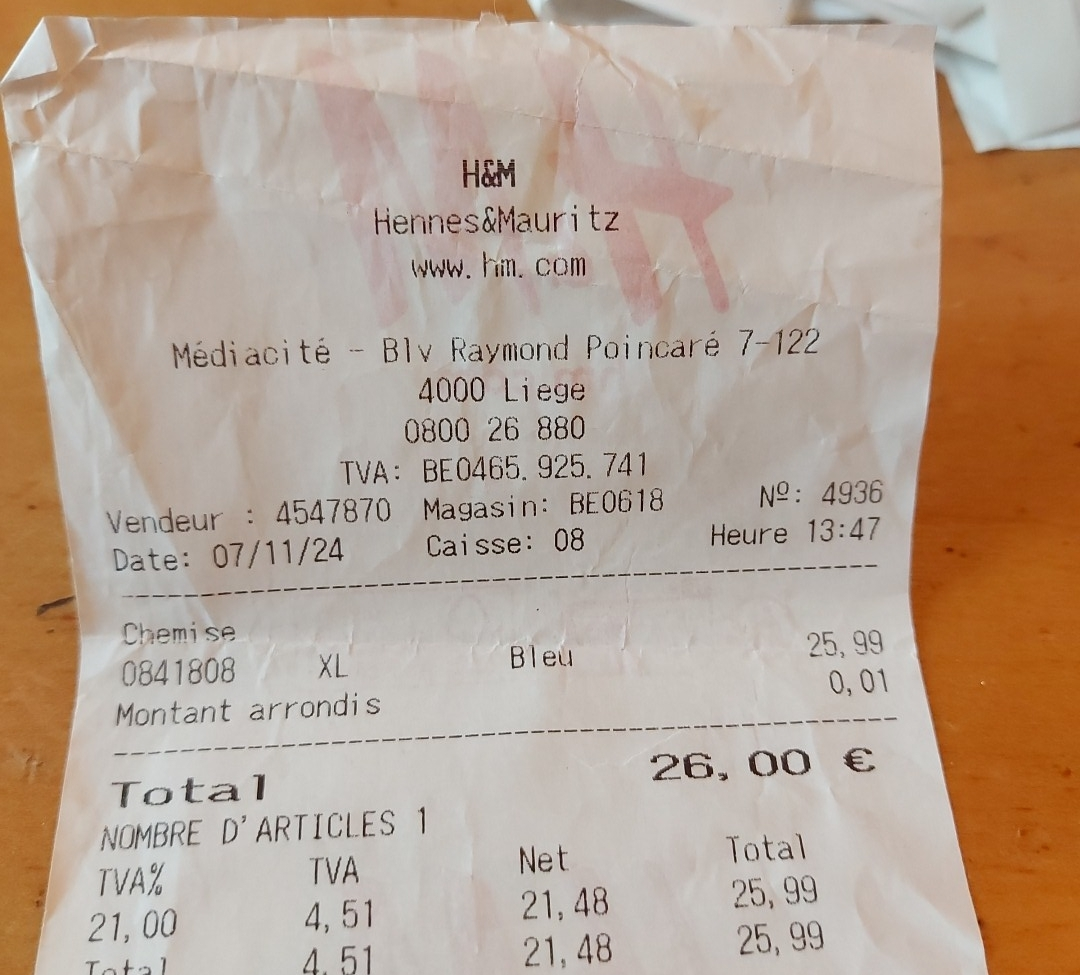 H&M
Hennes&Mauritz
www.hm.com
Médiacité - Blv Raymond Poincaré 7-122
4000 Liege
0800 26 880
TVA: BE0465.925.741
Vendeur : 4547870 Magasin: BE0618 Nº: 4936
Date: 07/11/24 Caisse: 08 Heure 13:47
Chemise
0841808 XL Bleu 25,99
Montant arrondis 0,01
Total 26,00 €
NOMBRE D'ARTICLES 1
TVA% TVA Net Total
21,00 4,51 21,48 25,99
Total 4,51 21,48 25,99